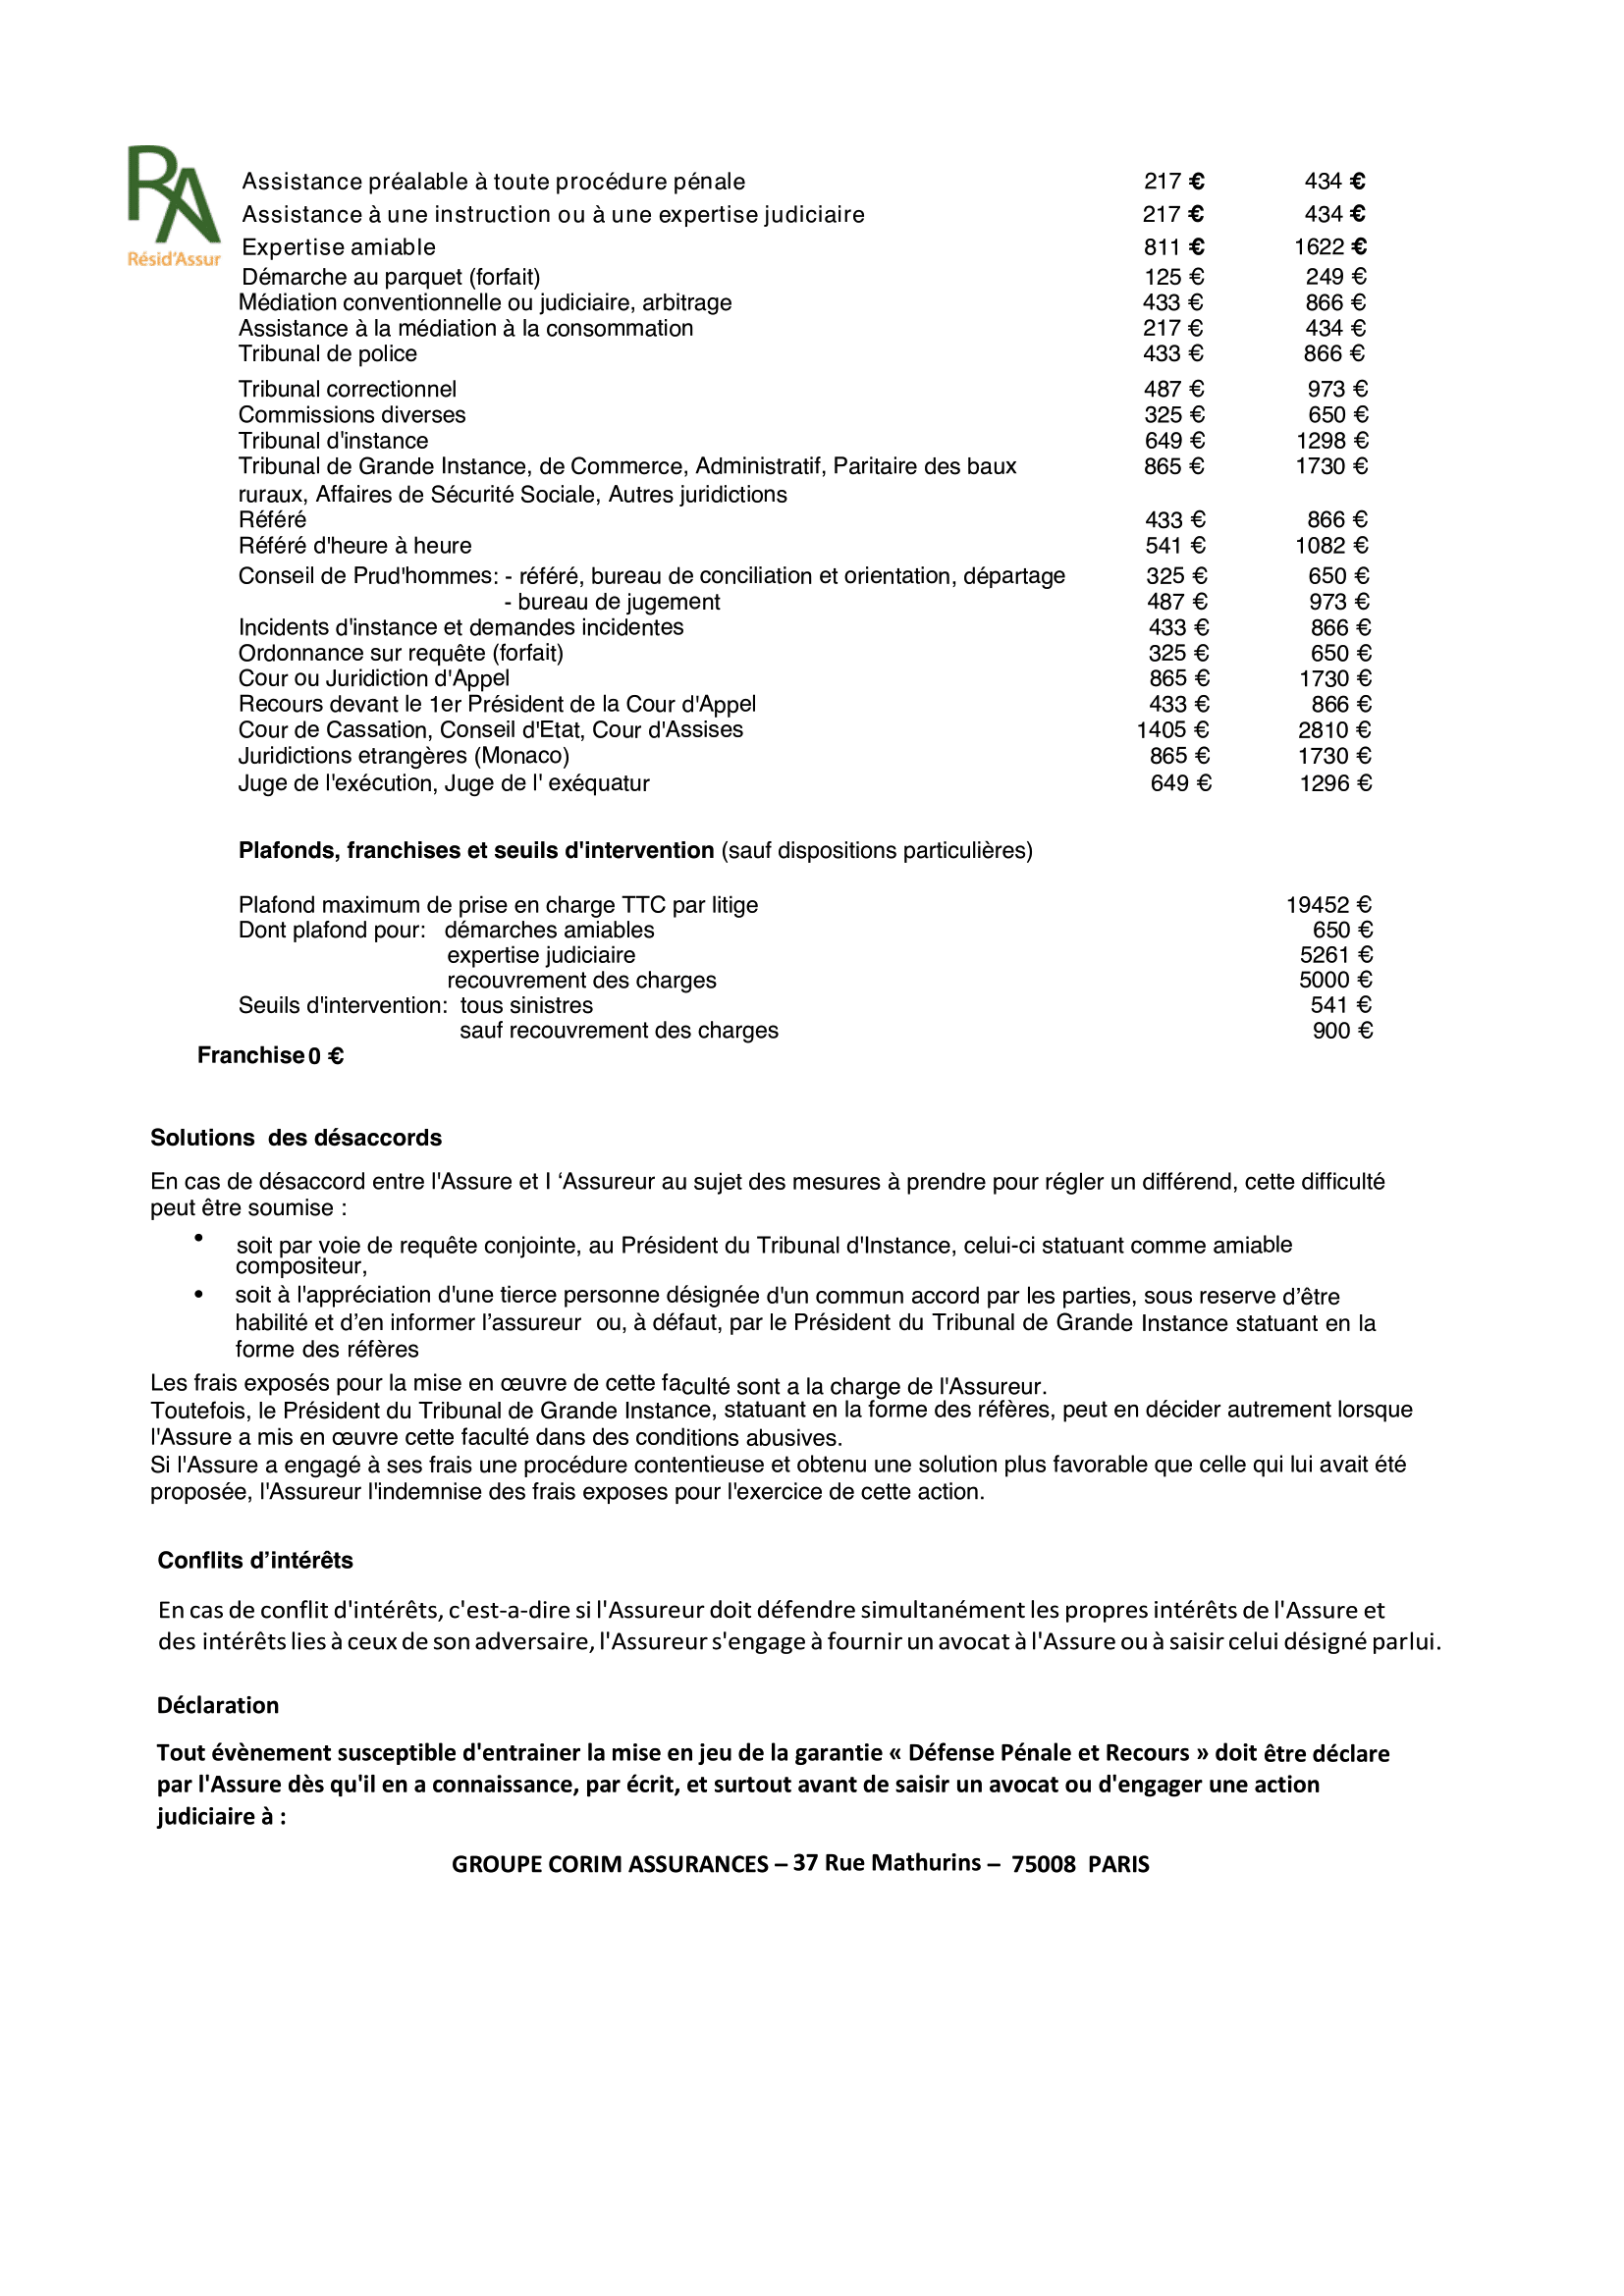 RA
Résid'Assur
Assistance préalable à toute procédure pénale 217 € 434 €
Assistance à une instruction ou à une expertise judiciaire 217 € 434 €
Expertise amiable 811 € 1622 €
Démarche au parquet (forfait) 125 € 249 €
Médiation conventionnelle ou judiciaire, arbitrage 433 € 866 €
Assistance à la médiation à la consommation 217 € 434 €
Tribunal de police 433 € 866 €
Tribunal correctionnel 487 € 973 €
Commissions diverses 325 € 650 €
Tribunal d'instance 649 € 1298 €
Tribunal de Grande Instance, de Commerce, Administratif, Paritaire des baux 865 € 1730 €
ruraux, Affaires de Sécurité Sociale, Autres juridictions
Référé 433 € 866 €
Référé d'heure à heure 541 € 1082 €
Conseil de Prud'hommes: - référé, bureau de conciliation et orientation, départage 325 € 650 €
- bureau de jugement 487 € 973 €
Incidents d'instance et demandes incidentes 433 € 866 €
Ordonnance sur requête (forfait) 325 € 650 €
Cour ou Juridiction d'Appel 865 € 1730 €
Recours devant le 1er Président de la Cour d'Appel 433 € 866 €
Cour de Cassation, Conseil d'Etat, Cour d'Assises 1405 € 2810 €
Juridictions etrangères (Monaco) 865 € 1730 €
Juge de l'exécution, Juge de l' exéquatur 649 € 1296 €
Plafonds, franchises et seuils d'intervention (sauf dispositions particulières)
Plafond maximum de prise en charge TTC par litige 19452 €
Dont plafond pour: démarches amiables 650 €
expertise judiciaire 5261 €
recouvrement des charges 5000 €
Seuils d'intervention: tous sinistres 541 €
sauf recouvrement des charges 900 €
Franchise 0 €
Solutions des désaccords
En cas de désaccord entre l'Assure et l ‘Assureur au sujet des mesures à prendre pour régler un différend, cette difficulté
peut être soumise :
• soit par voie de requête conjointe, au Président du Tribunal d'Instance, celui-ci statuant comme amiable
compositeur,
• soit à l'appréciation d'une tierce personne désignée d'un commun accord par les parties, sous reserve d’être
habilité et d’en informer l’assureur ou, à défaut, par le Président du Tribunal de Grande Instance statuant en la
forme des réfères
Les frais exposés pour la mise en œuvre de cette faculté sont a la charge de l'Assureur.
Toutefois, le Président du Tribunal de Grande Instance, statuant en la forme des réfères, peut en décider autrement lorsque
l'Assure a mis en œuvre cette faculté dans des conditions abusives.
Si l'Assure a engagé à ses frais une procédure contentieuse et obtenu une solution plus favorable que celle qui lui avait été
proposée, l'Assureur l'indemnise des frais exposes pour l'exercice de cette action.
Conflits d’intérêts
En cas de conflit d'intérêts, c'est-a-dire si l'Assureur doit défendre simultanément les propres intérêts de l'Assure et
des intérêts lies à ceux de son adversaire, l'Assureur s'engage à fournir un avocat à l'Assure ou à saisir celui désigné par lui.
Déclaration
Tout évènement susceptible d'entrainer la mise en jeu de la garantie « Défense Pénale et Recours » doit être déclare
par l'Assure dès qu'il en a connaissance, par écrit, et surtout avant de saisir un avocat ou d'engager une action
judiciaire à :
GROUPE CORIM ASSURANCES – 37 Rue Mathurins – 75008 PARIS